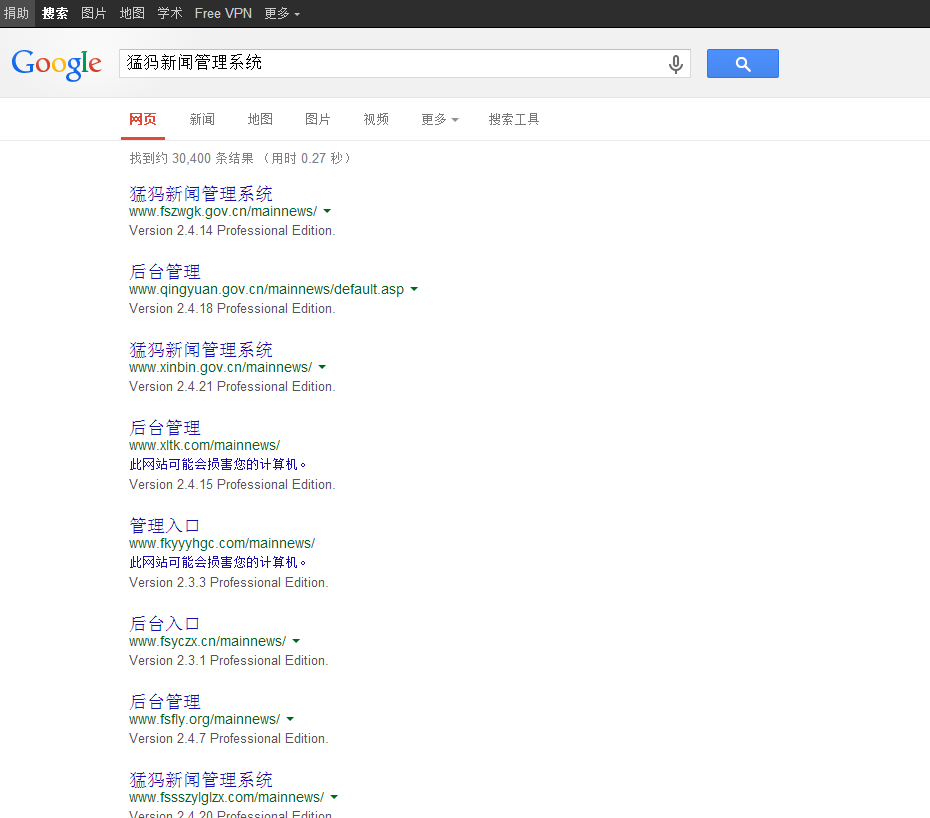 捐助 搜索 图片 地图 学术 Free VPN 更多
Google 猛犸新闻管理系统
网页 新闻 地图 图片 视频 更多 搜索工具
找到约 30,400 条结果 （用时 0.27 秒）
猛犸新闻管理系统
www.fszwgk.gov.cn/mainnews/
Version 2.4.14 Professional Edition.
后台管理
www.qingyuan.gov.cn/mainnews/default.asp
Version 2.4.18 Professional Edition.
猛犸新闻管理系统
www.xinbin.gov.cn/mainnews/
Version 2.4.21 Professional Edition.
后台管理
www.xltk.com/mainnews/
此网站可能会损害您的计算机。
Version 2.4.15 Professional Edition.
管理入口
www.fkyyyhgc.com/mainnews/
此网站可能会损害您的计算机。
Version 2.3.3 Professional Edition.
后台入口
www.fsyczx.cn/mainnews/
Version 2.3.1 Professional Edition.
后台管理
www.fsfly.org/mainnews/
Version 2.4.7 Professional Edition.
猛犸新闻管理系统
www.fssszylglzx.com/mainnews/
Version 2.4.20 Professional Edition.